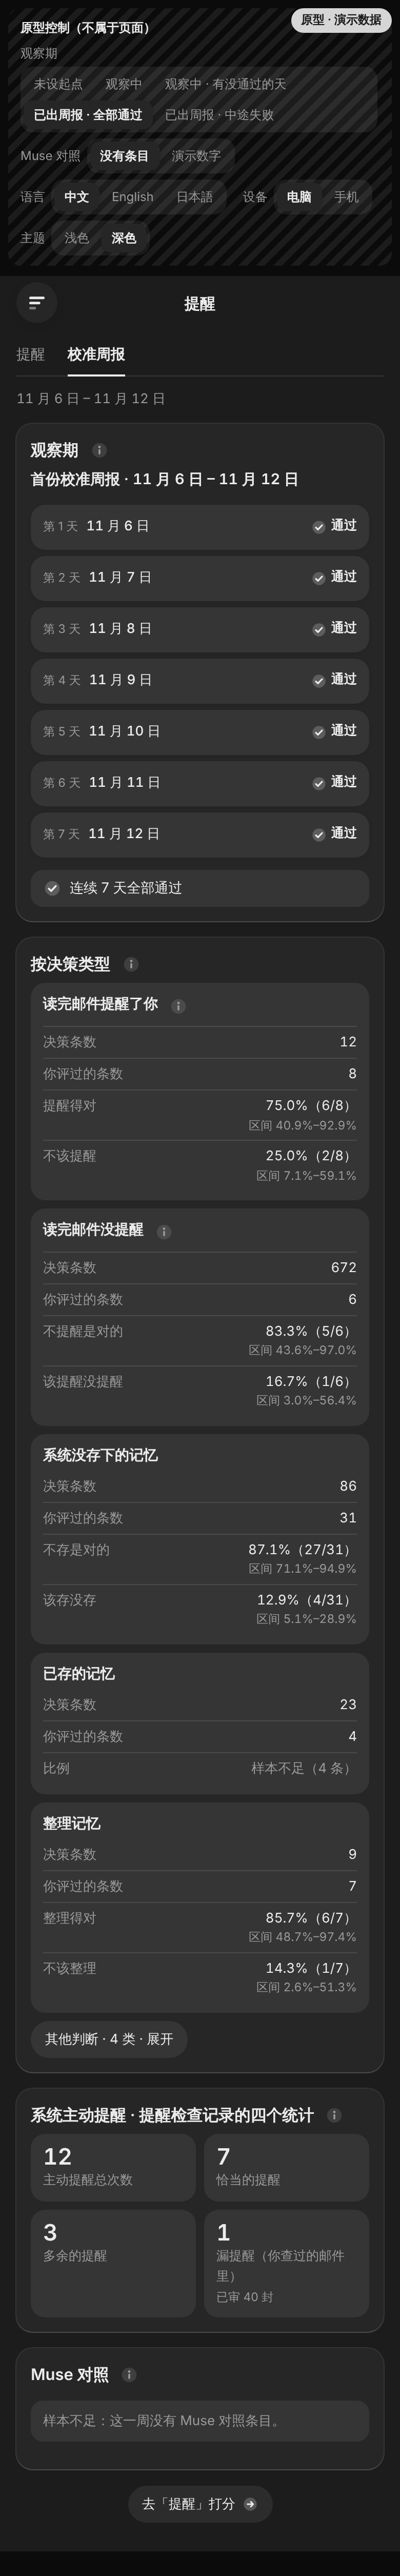 原型控制（不属于页面）
原型 · 演示数据
观察期
未设起点 观察中 观察中 · 有没通过的天
已出周报 · 全部通过 已出周报 · 中途失败
Muse 对照 没有条目 演示数字
语言 中文 English 日本語 设备 电脑 手机
主题 浅色 深色
提醒
提醒 校准周报
11 月 6 日 – 11 月 12 日
观察期
首份校准周报 · 11 月 6 日 – 11 月 12 日
第 1 天 11 月 6 日 通过
第 2 天 11 月 7 日 通过
第 3 天 11 月 8 日 通过
第 4 天 11 月 9 日 通过
第 5 天 11 月 10 日 通过
第 6 天 11 月 11 日 通过
第 7 天 11 月 12 日 通过
连续 7 天全部通过
按决策类型
读完邮件提醒了你
决策条数 12
你评过的条数 8
提醒得对 75.0%（6/8）
区间 40.9%–92.9%
不该提醒 25.0%（2/8）
区间 7.1%–59.1%
读完邮件没提醒
决策条数 672
你评过的条数 6
不提醒是对的 83.3%（5/6）
区间 43.6%–97.0%
该提醒没提醒 16.7%（1/6）
区间 3.0%–56.4%
系统没存下的记忆
决策条数 86
你评过的条数 31
不存是对的 87.1%（27/31）
区间 71.1%–94.9%
该存没存 12.9%（4/31）
区间 5.1%–28.9%
已存的记忆
决策条数 23
你评过的条数 4
比例 样本不足（4 条）
整理记忆
决策条数 9
你评过的条数 7
整理得对 85.7%（6/7）
区间 48.7%–97.4%
不该整理 14.3%（1/7）
区间 2.6%–51.3%
其他判断 · 4 类 · 展开
系统主动提醒 · 提醒检查记录的四个统计
12
主动提醒总次数
7
恰当的提醒
3
多余的提醒
1
漏提醒（你查过的邮件
里）
已审 40 封
Muse 对照
样本不足：这一周没有 Muse 对照条目。
去「提醒」打分